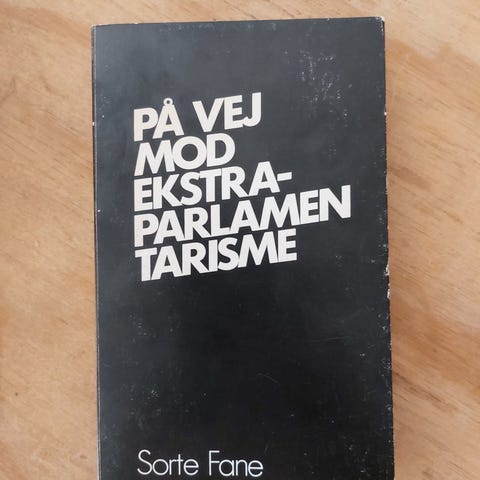 PÅ VEJ
MOD
EKSTRA-
PARLAMEN
TARISME
Sorte Fane